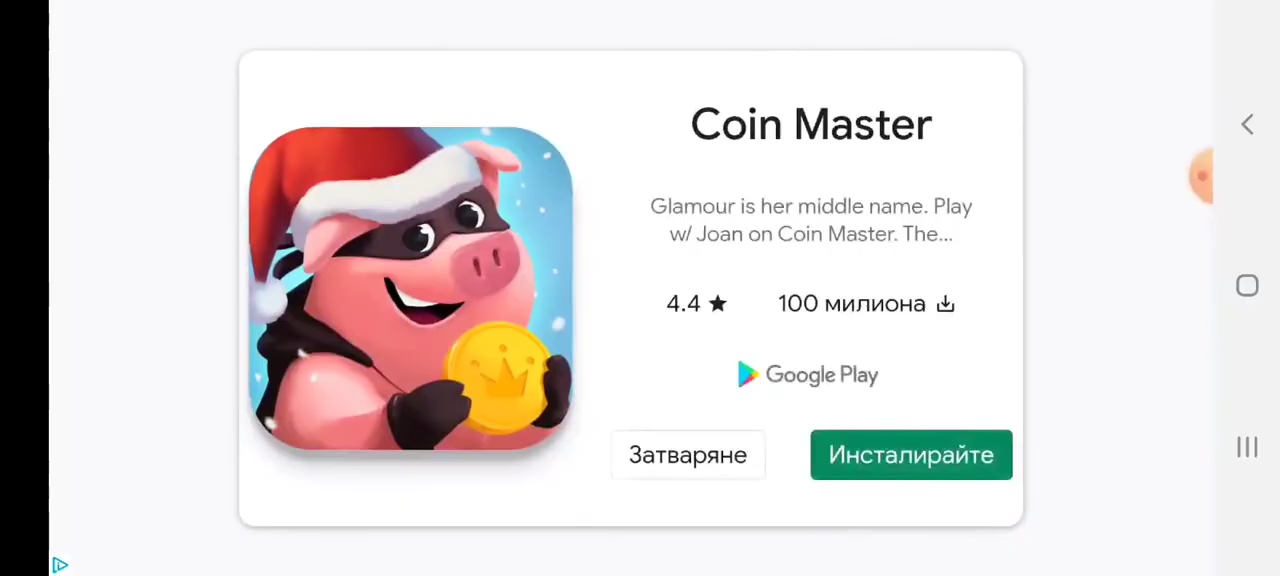 Coin Master
Glamour is her middle name. Play
w/ Joan on Coin Master. The...
4.4 ★ 100 милиона
Google Play
Затваряне Инсталирайте